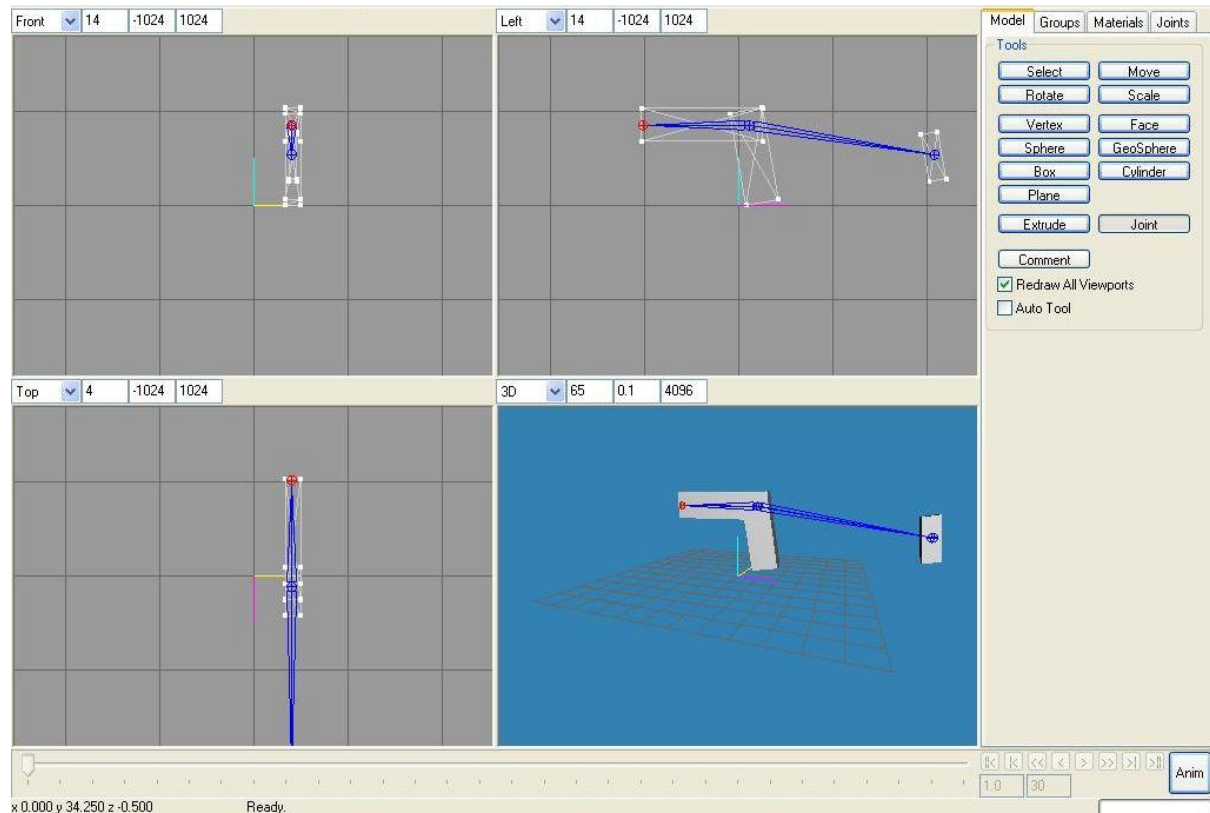 Front 14 -1024 1024
Left 14 -1024 1024
Model Groups Materials Joints
Tools
Select Move
Rotate Scale
Vertex Face
Sphere GeoSphere
Box Cylinder
Plane
Extrude Joint
Comment
Redraw All Viewports
Auto Tool
Top 4 -1024 1024
3D 65 0.1 4096
1.0 30
Anim
x 0.000 y 34.250 z -0.500 Ready.